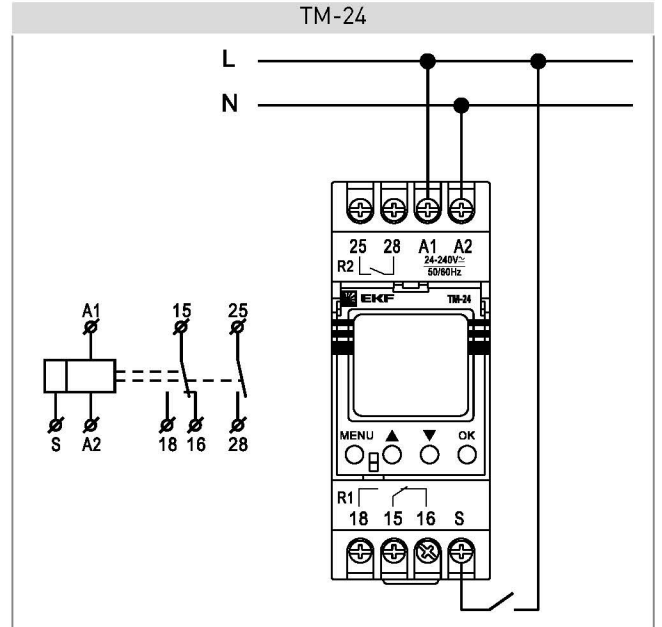 TM-24
L
N
25 28 A1 A2
R2
24-240V≃
50/60Hz
EKF TM-24
MENU ▲ ▼ OK
R1
18 15 16 S
A1 15 25
S A2 18 16 28